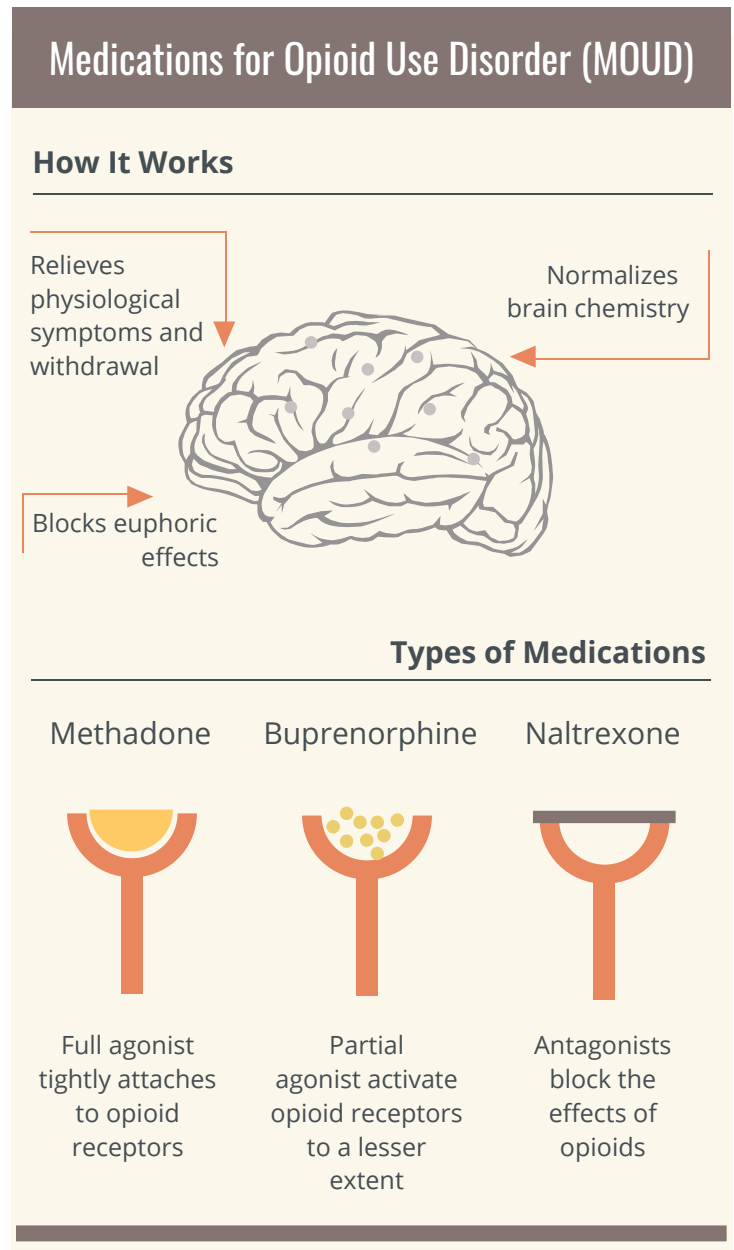 Medications for Opioid Use Disorder (MOUD)
How It Works
Relieves
physiological
symptoms and
withdrawal
Normalizes
brain chemistry
Blocks euphoric
effects
Types of Medications
Methadone
Buprenorphine
Naltrexone
Full agonist
tightly attaches
to opioid
receptors
Partial
agonist activate
opioid receptors
to a lesser
extent
Antagonists
block the
effects of
opioids